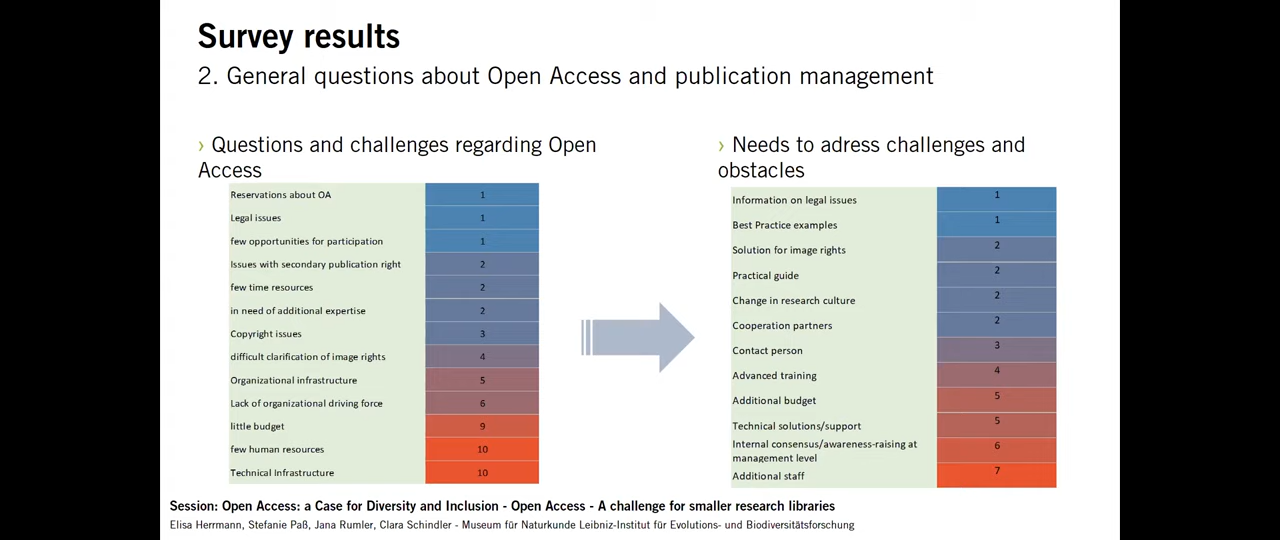 Survey results
2. General questions about Open Access and publication management
› Questions and challenges regarding Open
Access
Reservations about OA 1
Legal issues 1
few opportunities for participation 1
Issues with secondary publication right 2
few time resources 2
in need of additional expertise 2
Copyright issues 3
difficult clarification of image rights 4
Organizational infrastructure 5
Lack of organizational driving force 6
little budget 9
few human resources 10
Technical Infrastructure 10
› Needs to adress challenges and
obstacles
Information on legal issues 1
Best Practice examples 1
Solution for image rights 2
Practical guide 2
Change in research culture 2
Cooperation partners 2
Contact person 3
Advanced training 4
Additional budget 5
Technical solutions/support 5
Internal consensus/awareness-raising at 6
management level
Additional staff 7
Session: Open Access: a Case for Diversity and Inclusion - Open Access - A challenge for smaller research libraries
Elisa Herrmann, Stefanie Paß, Jana Rumler, Clara Schindler - Museum für Naturkunde Leibniz-Institut für Evolutions- und Biodiversitätsforschung